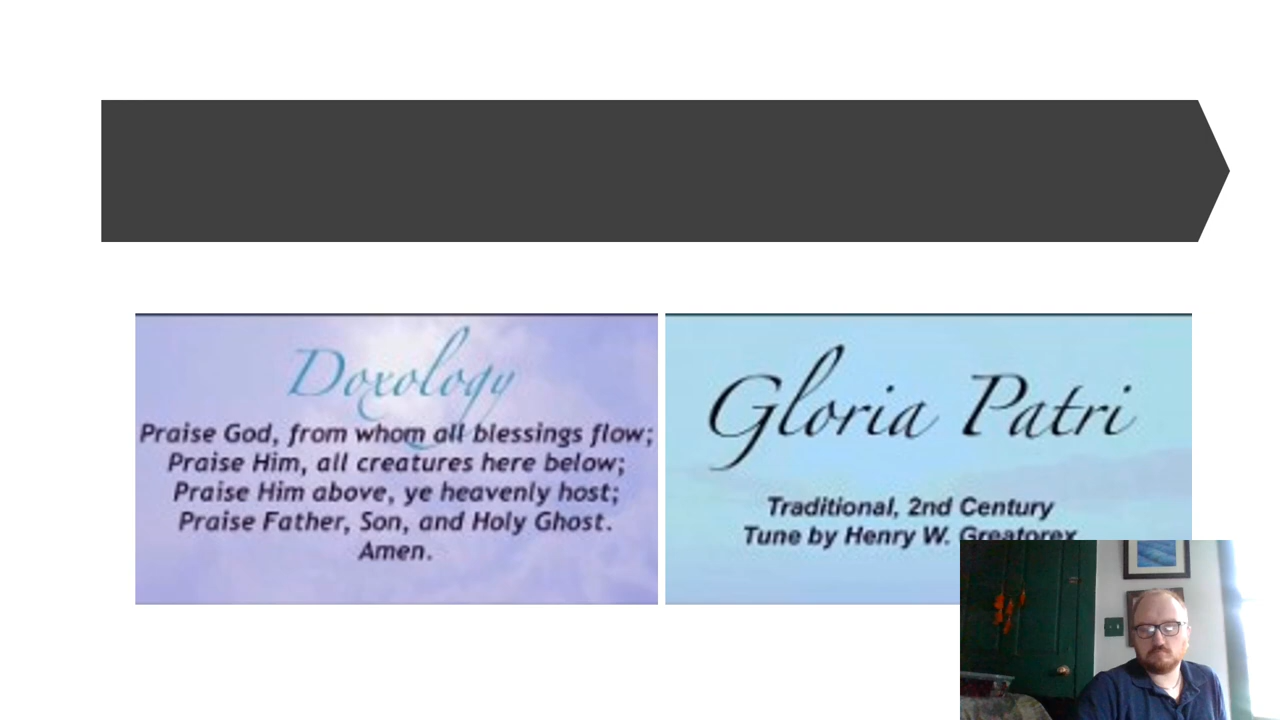 Doxology
Praise God, from whom all blessings flow;
Praise Him, all creatures here below;
Praise Him above, ye heavenly host;
Praise Father, Son, and Holy Ghost.
Amen.
Gloria Patri
Traditional, 2nd Century
Tune by Henry W. Greatorex